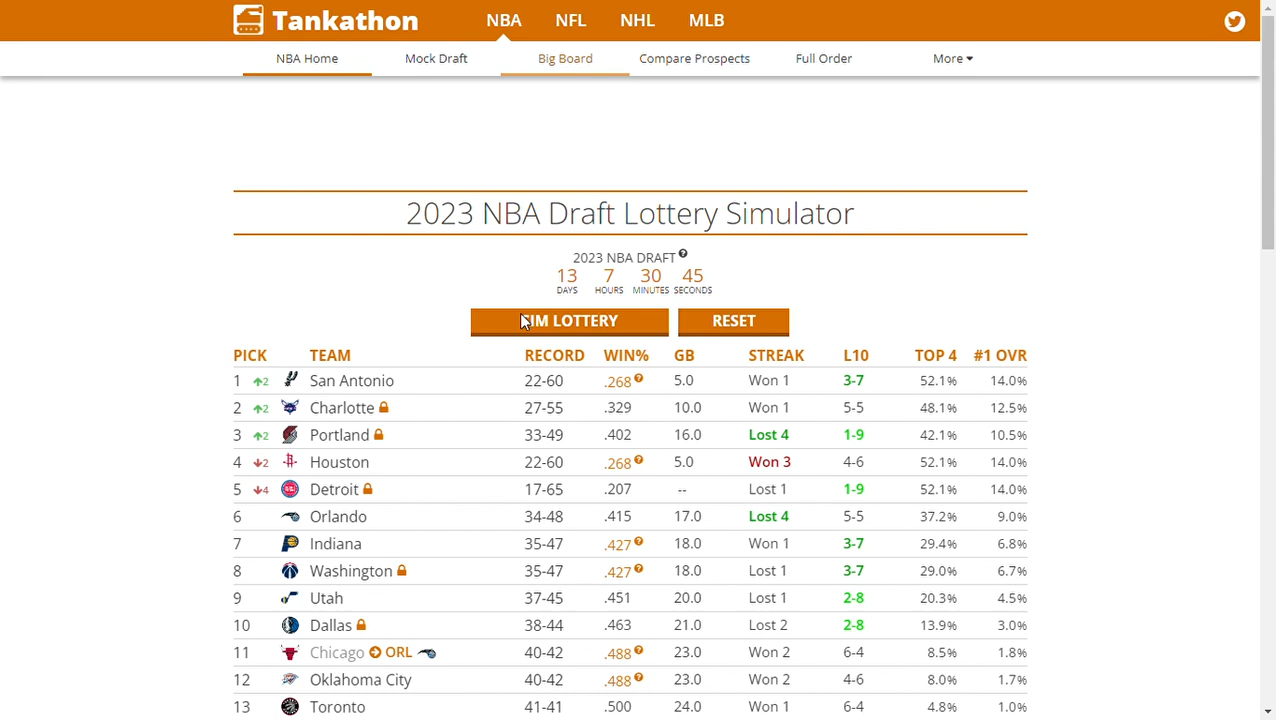 Tankathon NBA NFL NHL MLB
NBA Home Mock Draft Big Board Compare Prospects Full Order More
2023 NBA Draft Lottery Simulator
2023 NBA DRAFT ?
13 7 30 45
DAYS HOURS MINUTES SECONDS
SIM LOTTERY RESET
PICK TEAM RECORD WIN% GB STREAK L10 TOP 4 #1 OVR
1 2 San Antonio 22-60 .268 ? 5.0 Won 1 3-7 52.1% 14.0%
2 2 Charlotte 27-55 .329 10.0 Won 1 5-5 48.1% 12.5%
3 2 Portland 33-49 .402 16.0 Lost 4 1-9 42.1% 10.5%
4 2 Houston 22-60 .268 ? 5.0 Won 3 4-6 52.1% 14.0%
5 4 Detroit 17-65 .207 -- Lost 1 1-9 52.1% 14.0%
6 Orlando 34-48 .415 17.0 Lost 4 5-5 37.2% 9.0%
7 Indiana 35-47 .427 ? 18.0 Won 1 3-7 29.4% 6.8%
8 Washington 35-47 .427 ? 18.0 Lost 1 3-7 29.0% 6.7%
9 Utah 37-45 .451 20.0 Lost 1 2-8 20.3% 4.5%
10 Dallas 38-44 .463 21.0 Lost 2 2-8 13.9% 3.0%
11 Chicago ORL 40-42 .488 ? 23.0 Won 2 6-4 8.5% 1.8%
12 Oklahoma City 40-42 .488 ? 23.0 Won 2 4-6 8.0% 1.7%
13 Toronto 41-41 .500 24.0 Won 1 6-4 4.8% 1.0%